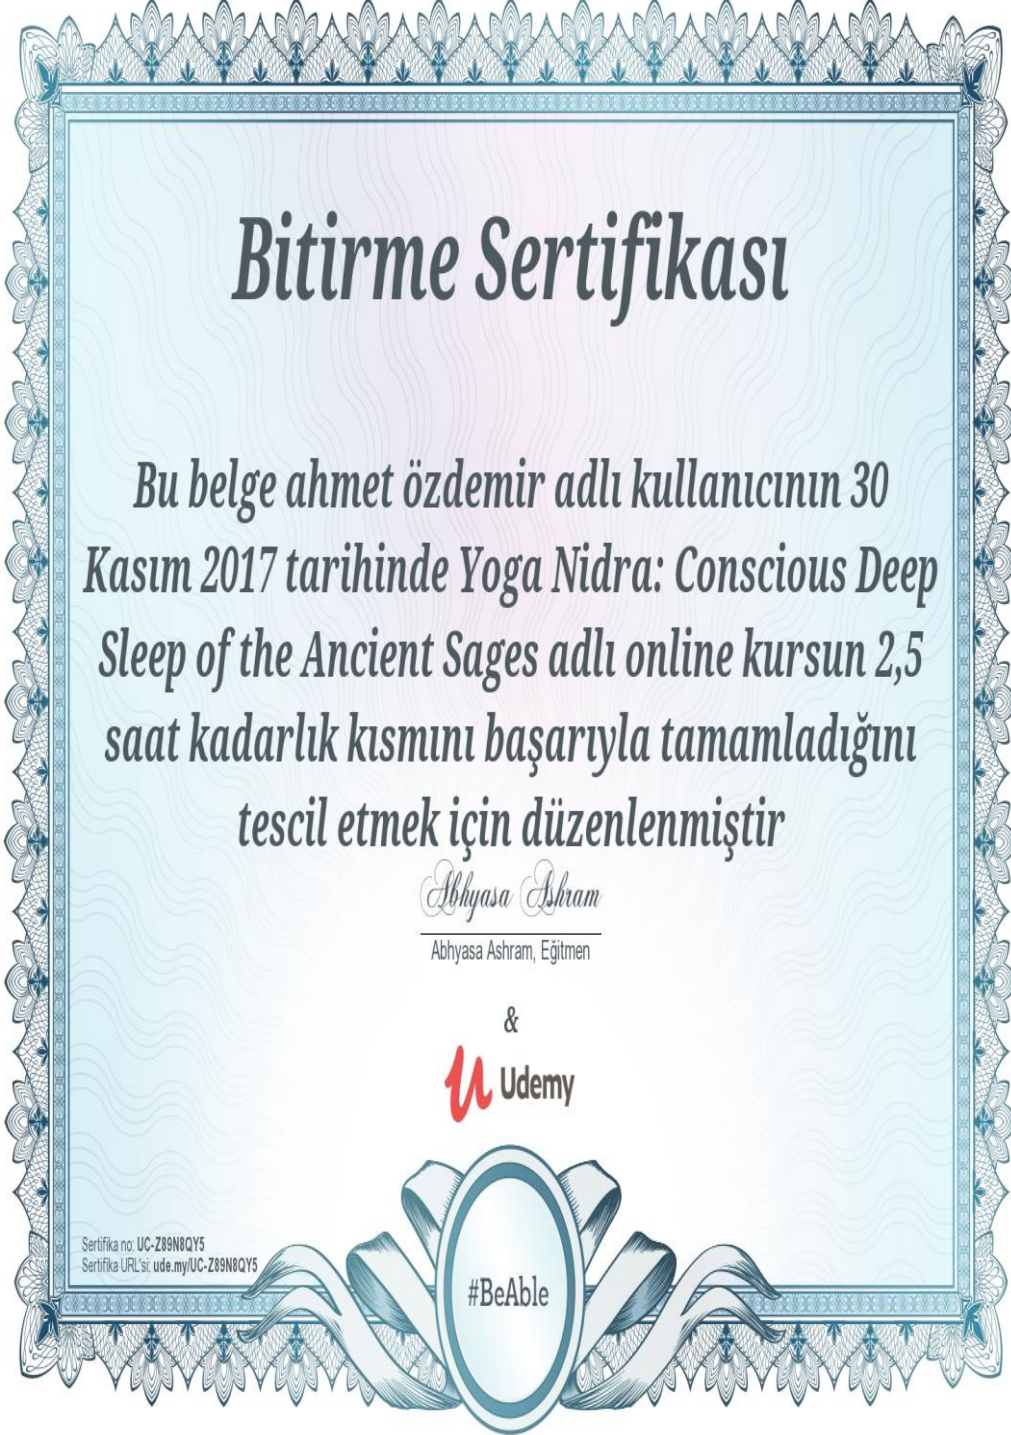 Bitirme Sertifikası
Bu belge ahmet özdemir adlı kullanıcının 30
Kasım 2017 tarihinde Yoga Nidra: Conscious Deep
Sleep of the Ancient Sages adlı online kursun 2,5
saat kadarlık kısmını başarıyla tamamladığını
tescil etmek için düzenlenmiştir
Abhyasa Ashram
Abhyasa Ashram, Eğitmen
&
Udemy
Sertifika no: UC-Z89N8QY5
Sertifika URL'si: ude.my/UC-Z89N8QY5
#BeAble